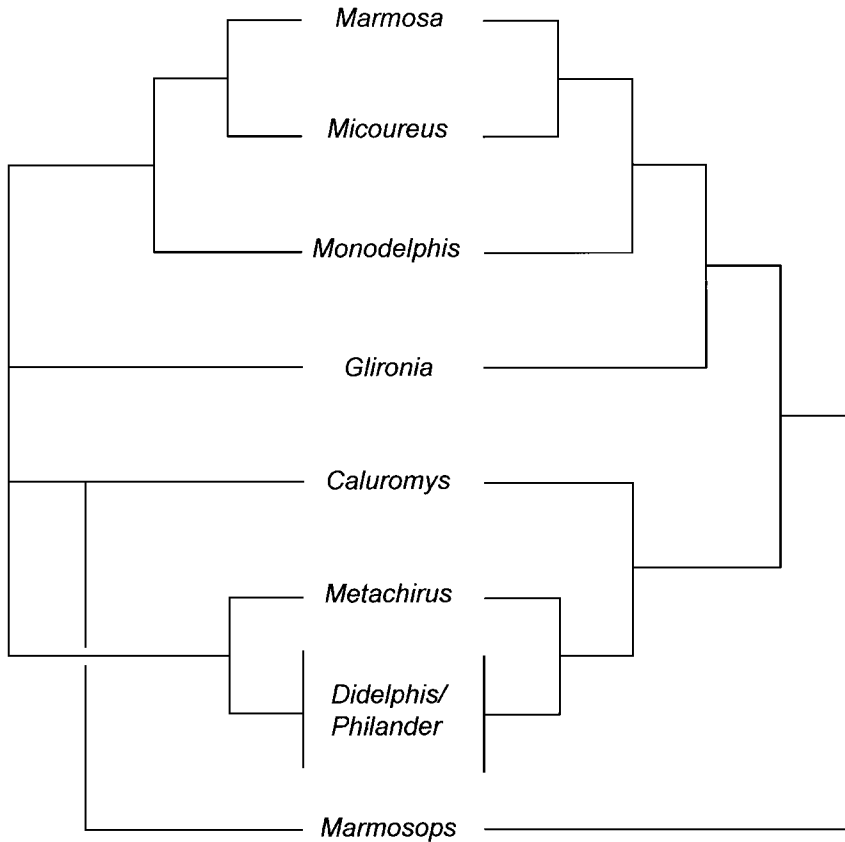 Marmosa
Micoureus
Monodelphis
Glironia
Caluromys
Metachirus
Didelphis/
Philander
Marmosops